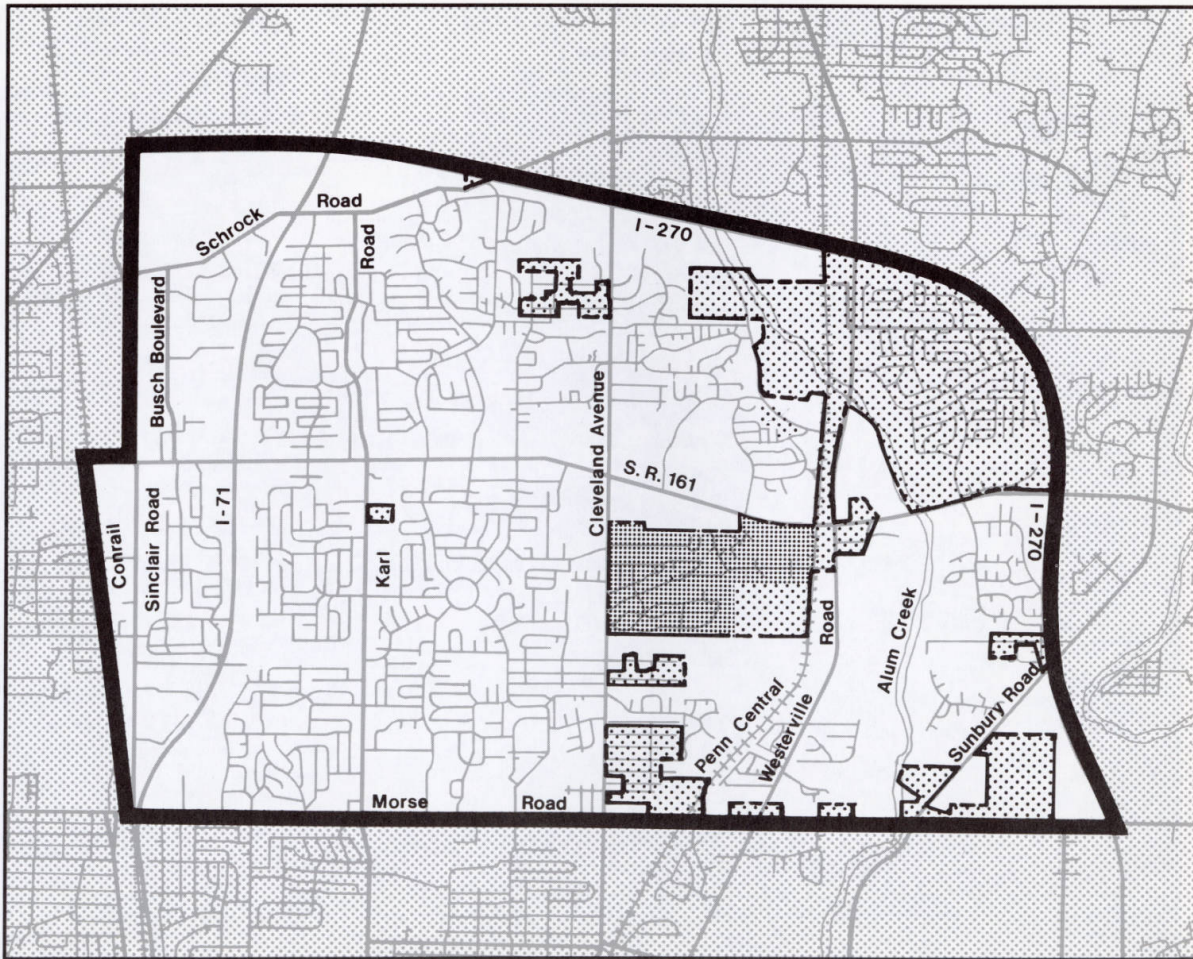 Schrock
Road
Road
I-270
Busch Boulevard
Cleveland Avenue
S. R. 161
Conrail
Sinclair Road
I-71
Karl
I-270
Road
Alum Creek
Penn Central
Westerville
Sunbury Road
Morse
Road